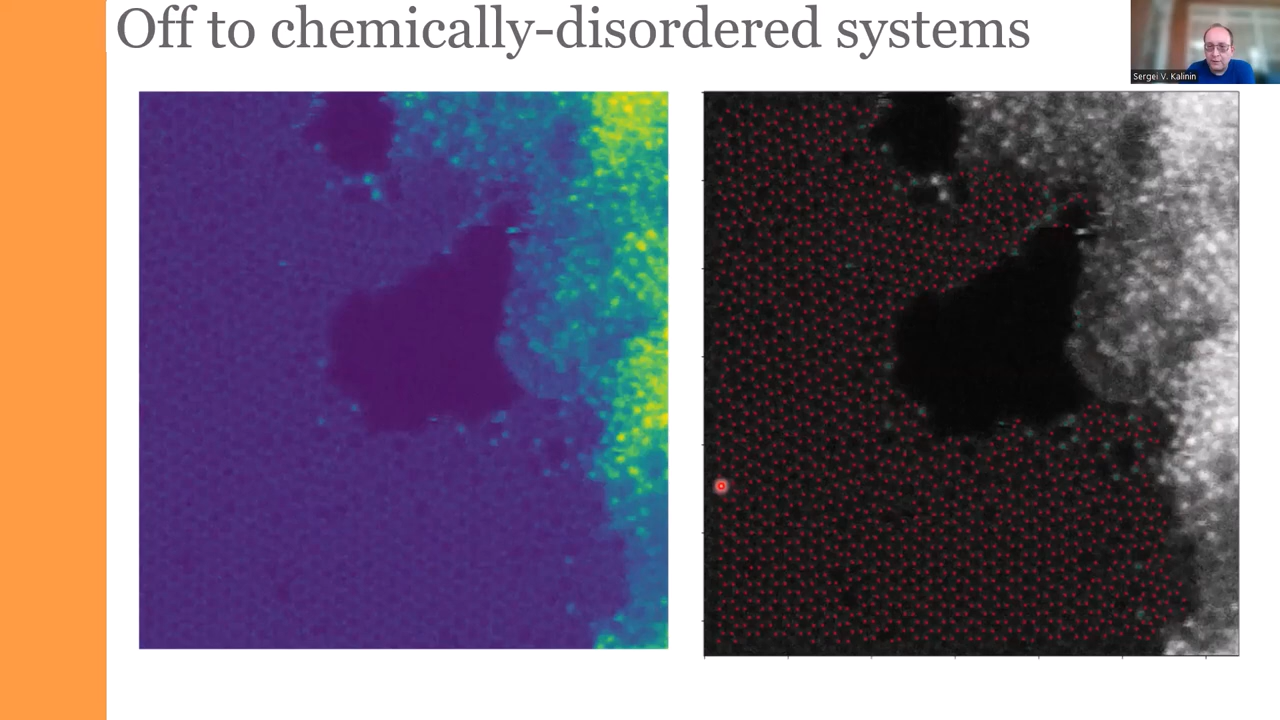 Off to chemically-disordered systems
Sergei V. Kalinin